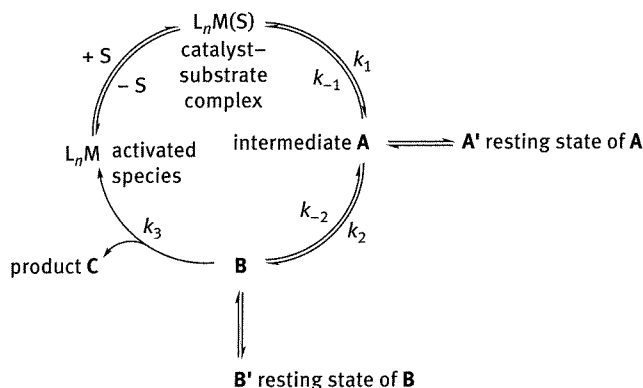 LₙM(S)
catalyst–
substrate
complex
+ S
– S
k₁
k₋₁
LₙM activated
species
intermediate A
A' resting state of A
k₋₂
k₂
k₃
product C
B
B' resting state of B